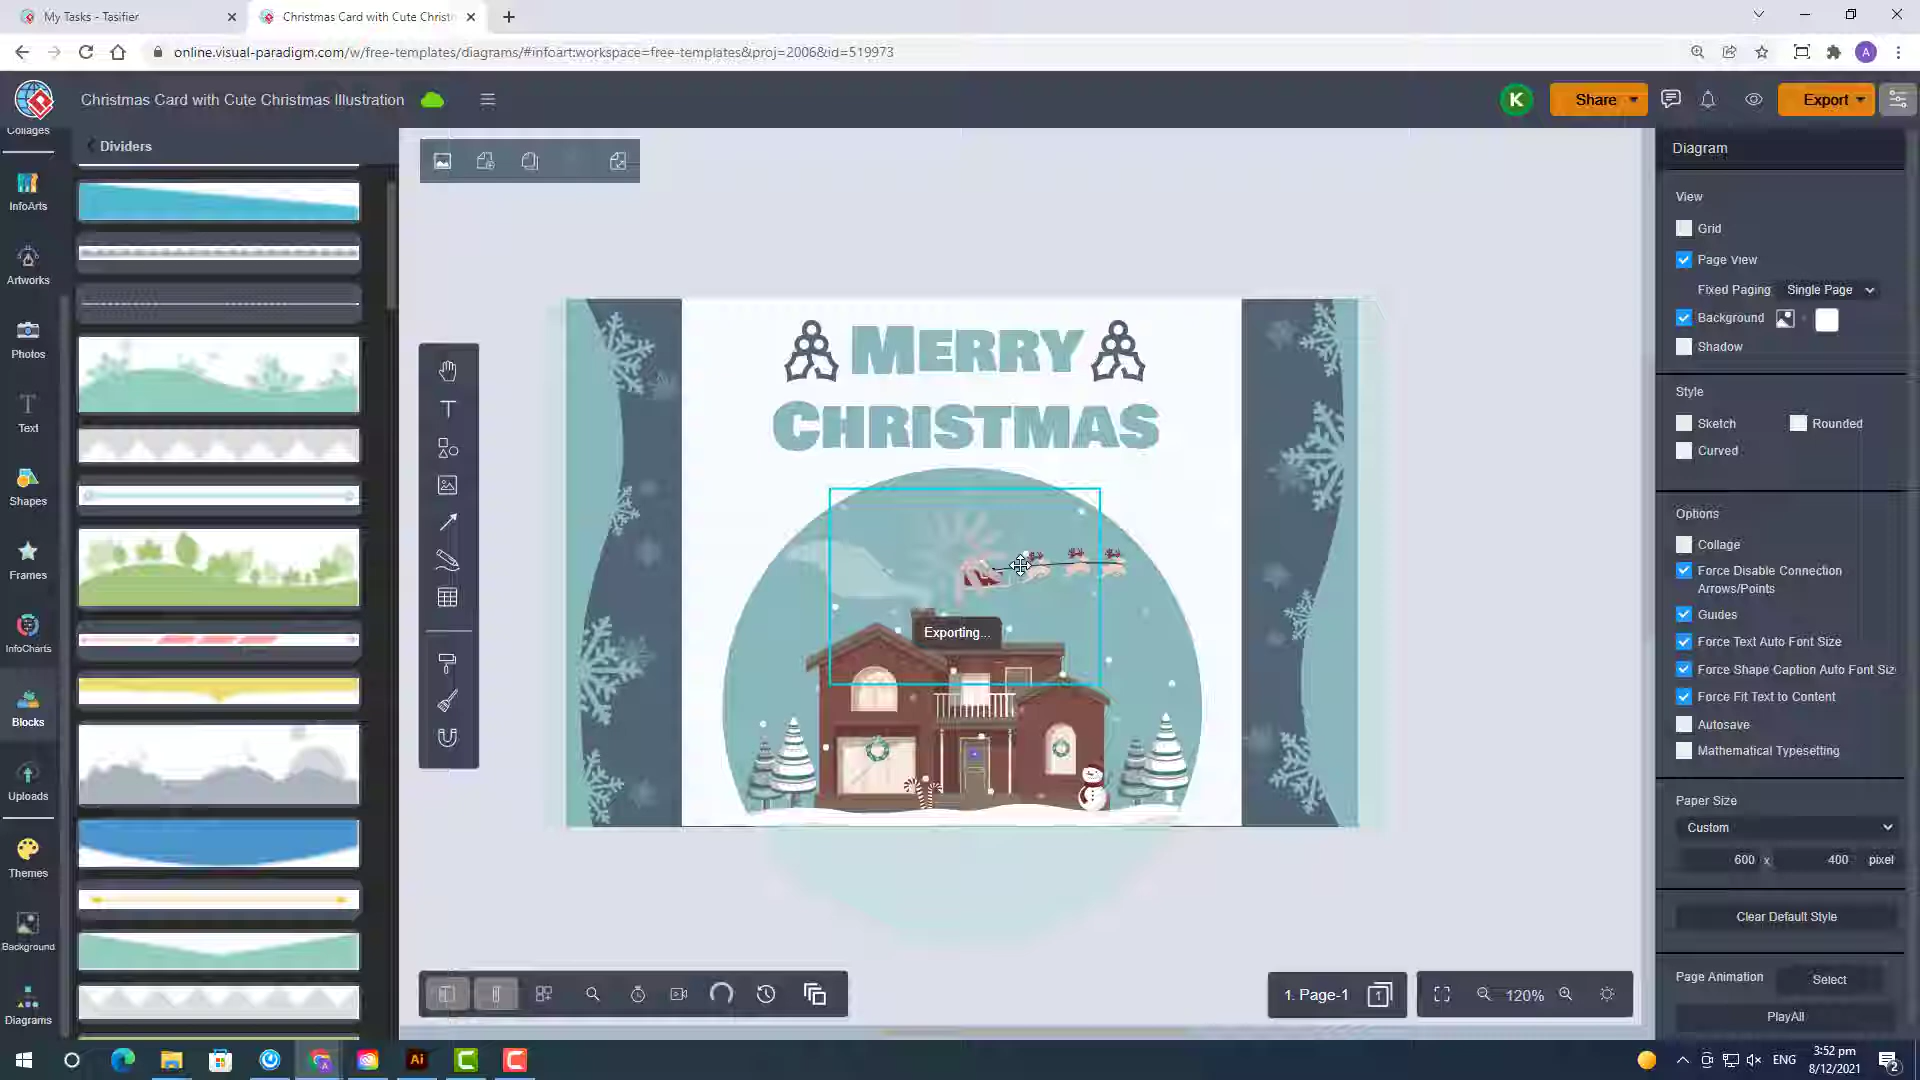 My Tasks - Tasifier
Christmas Card with Cute Christm
online.visual-paradigm.com/w/free-templates/diagrams/#infoart:workspace=free-templates&proj=2006&id=519973
A
Christmas Card with Cute Christmas Illustration
K
Share
Export
Collages
Dividers
InfoArts
Artworks
Photos
Text
Shapes
Frames
InfoCharts
Blocks
Uploads
Themes
Background
Diagrams
MERRY
CHRISTMAS
Exporting...
1. Page-1
1
120%
Diagram
View
Grid
Page View
Fixed Paging Single Page
Background
Shadow
Style
Sketch Rounded
Curved
Options
Collage
Force Disable Connection
Arrows/Points
Guides
Force Text Auto Font Size
Force Shape Caption Auto Font Siz
Force Fit Text to Content
Autosave
Mathematical Typesetting
Paper Size
Custom
600 x 400 pixel
Clear Default Style
Page Animation Select
PlayAll
Ai
ENG
3:52 pm
8/12/2021
2